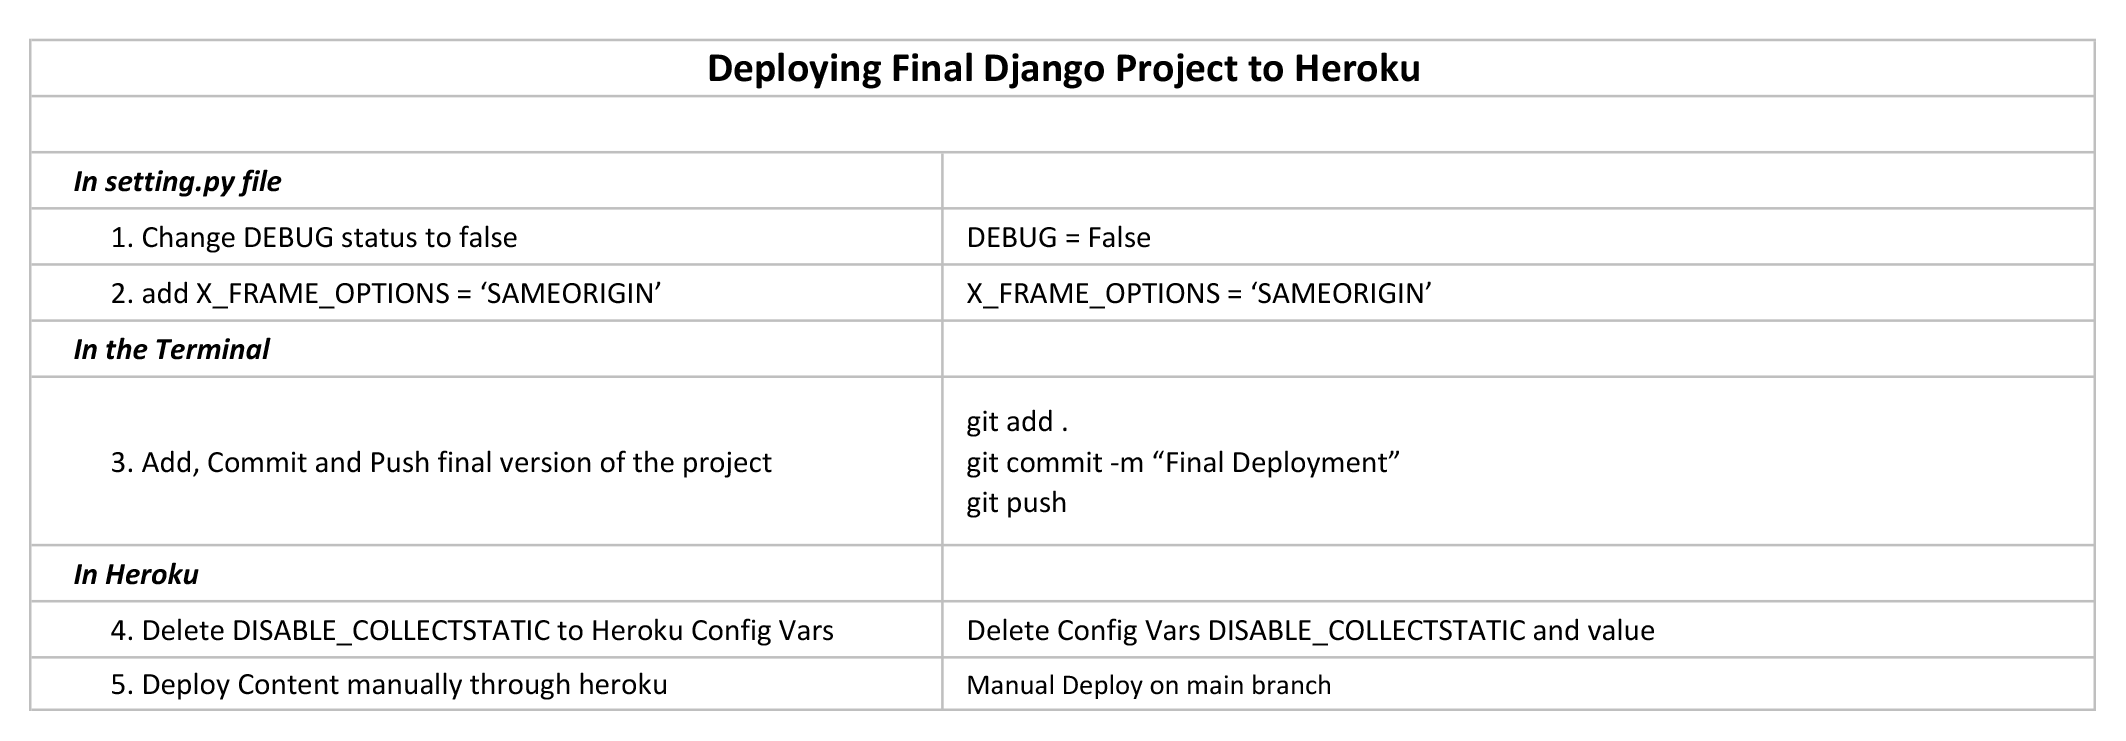 Deploying Final Django Project to Heroku
In setting.py file
1. Change DEBUG status to false
DEBUG = False
2. add X_FRAME_OPTIONS = ‘SAMEORIGIN’
X_FRAME_OPTIONS = ‘SAMEORIGIN’
In the Terminal
3. Add, Commit and Push final version of the project
git add .
git commit -m “Final Deployment”
git push
In Heroku
4. Delete DISABLE_COLLECTSTATIC to Heroku Config Vars
Delete Config Vars DISABLE_COLLECTSTATIC and value
5. Deploy Content manually through heroku
Manual Deploy on main branch